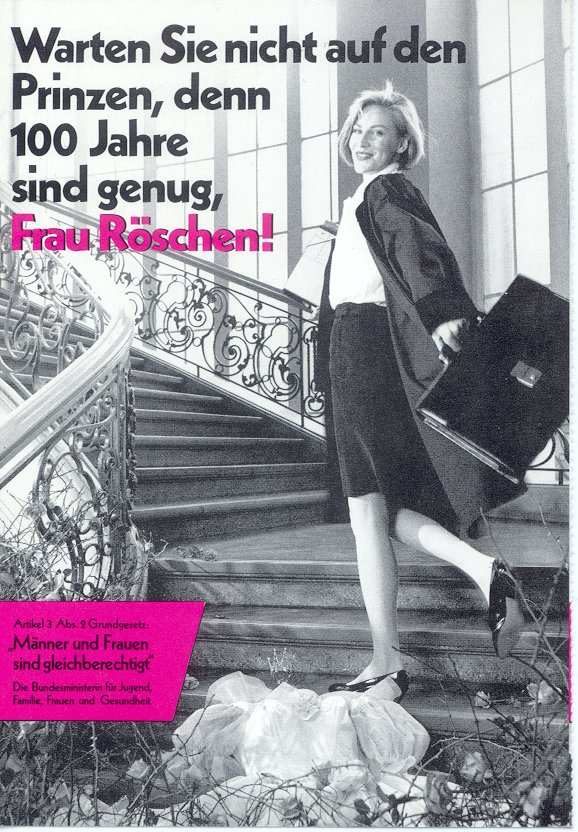 Warten Sie nicht auf den
Prinzen, denn
100 Jahre
sind genug,
Frau Röschen!
Artikel 3 Abs. 2 Grundgesetz:
„Männer und Frauen
sind gleichberechtigt“
Die Bundesministerin für Jugend,
Familie, Frauen und Gesundheit